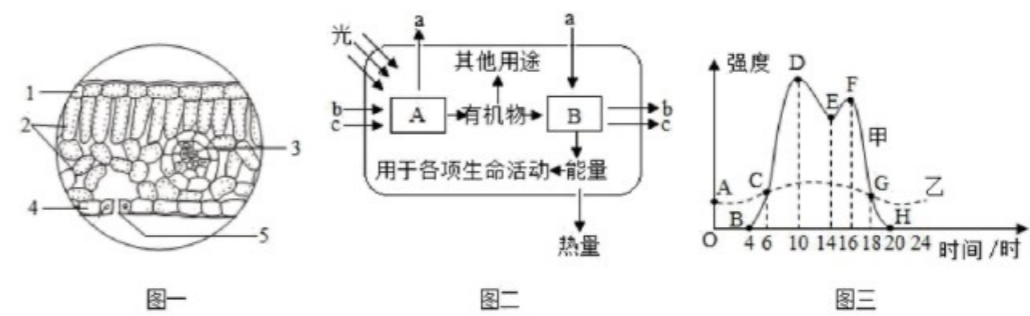 1
2
3
4
5
图一
光
a
a
其他用途
b
c
A
有机物
B
b
c
用于各项生命活动
能量
热量
图二
强度
D
F
E
甲
A
C
G
乙
B
H
O
4 6 10 14 16 18 20 24
时间/时
图三